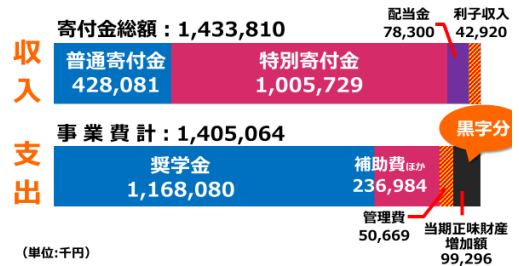 収入
寄付金総額：1,433,810
配当金
78,300
利子収入
42,920
普通寄付金
428,081
特別寄付金
1,005,729
支出
事業費計：1,405,064
黒字分
奨学金
1,168,080
補助費ほか
236,984
管理費
50,669
当期正味財産
増加額
99,296
（単位:千円）